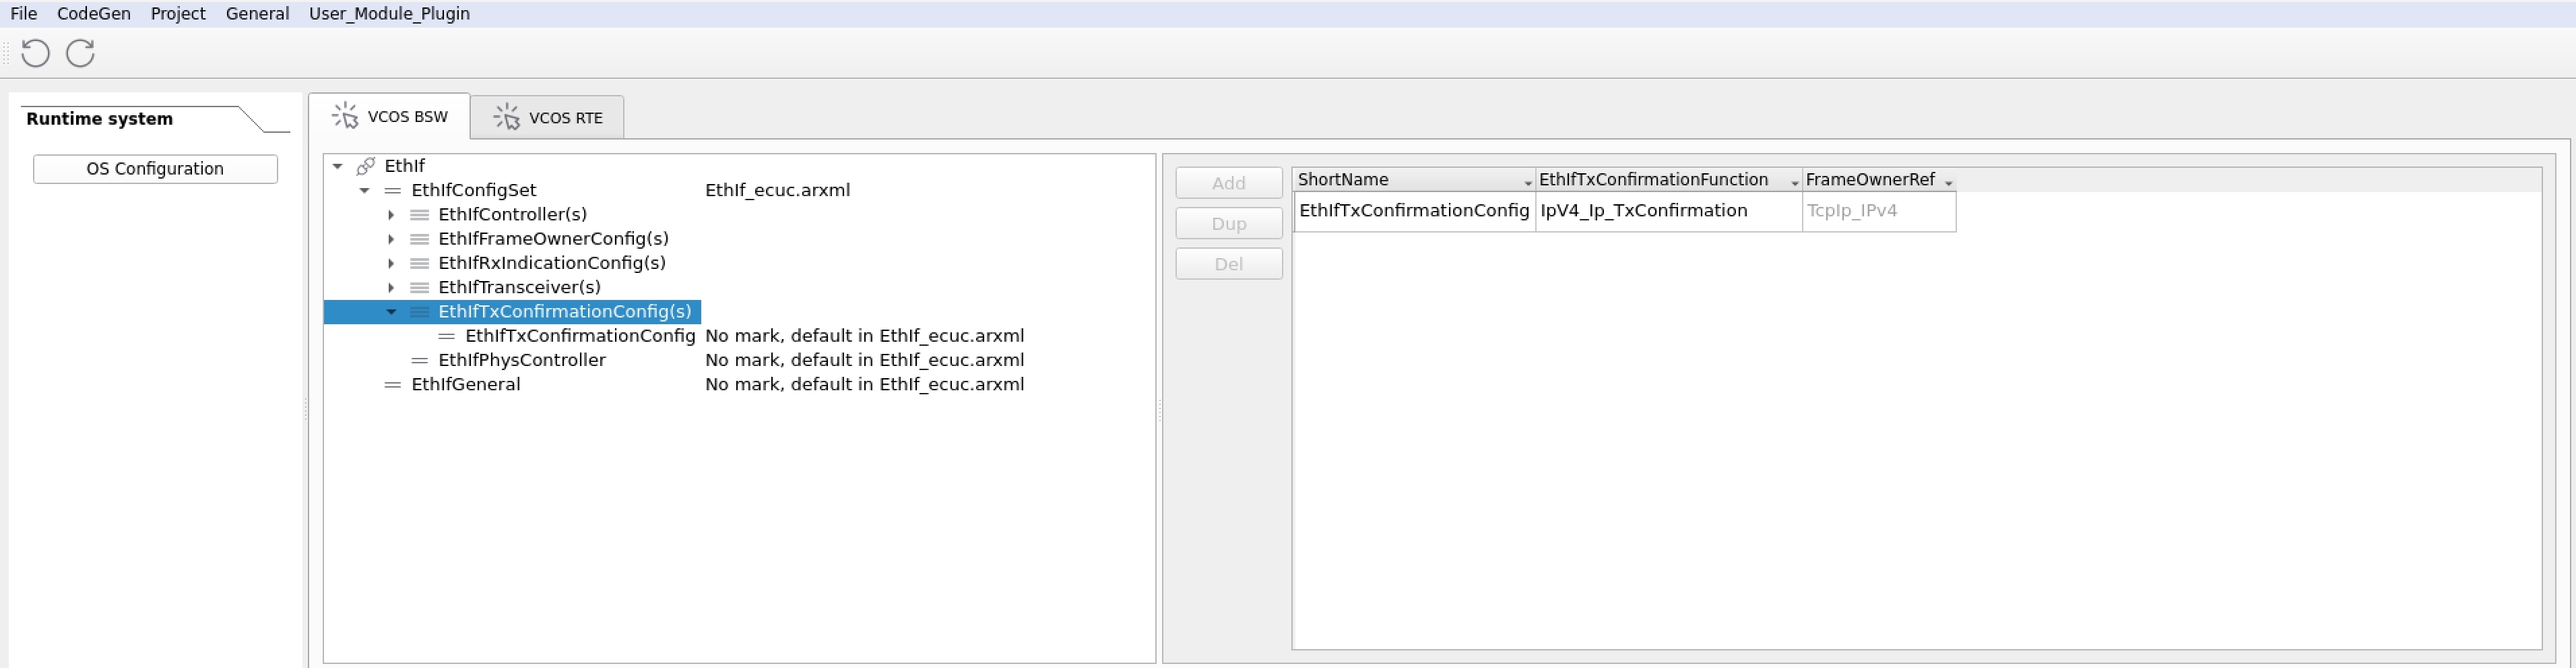 File CodeGen Project General User_Module_Plugin
Runtime system
OS Configuration
VCOS BSW VCOS RTE
EthIf
EthIfConfigSet EthIf_ecuc.arxml
EthIfController(s)
EthIfFrameOwnerConfig(s)
EthIfRxIndicationConfig(s)
EthIfTransceiver(s)
EthIfTxConfirmationConfig(s)
EthIfTxConfirmationConfig No mark, default in EthIf_ecuc.arxml
EthIfPhysController No mark, default in EthIf_ecuc.arxml
EthIfGeneral No mark, default in EthIf_ecuc.arxml
Add
Dup
Del
ShortName EthIfTxConfirmationFunction FrameOwnerRef
EthIfTxConfirmationConfig IpV4_Ip_TxConfirmation TcpIp_IPv4